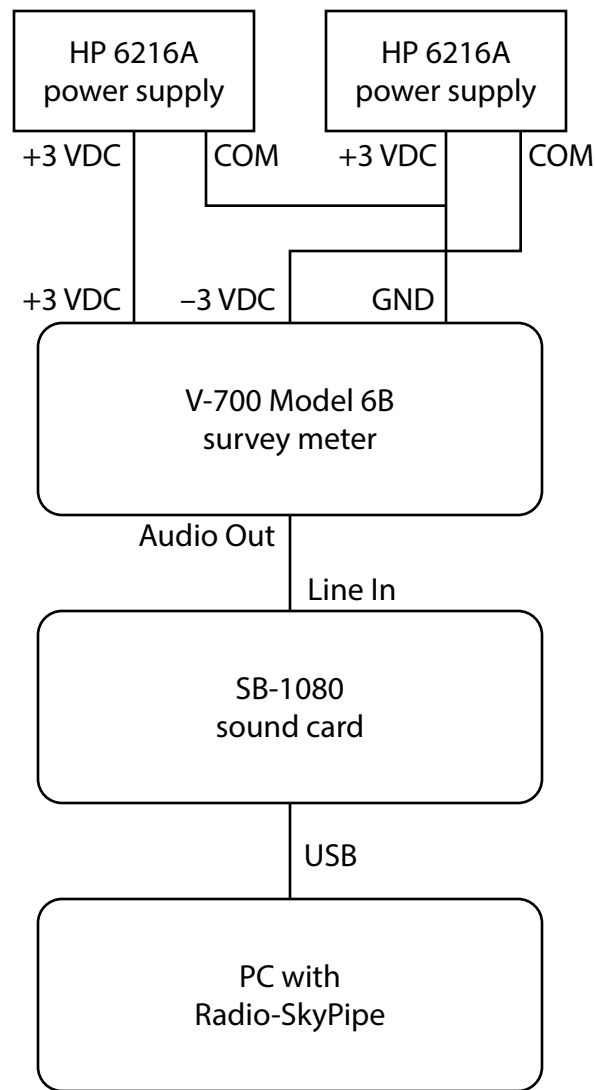 HP 6216A
power supply
HP 6216A
power supply
+3 VDC
COM
+3 VDC
COM
+3 VDC
–3 VDC
GND
V-700 Model 6B
survey meter
Audio Out
Line In
SB-1080
sound card
USB
PC with
Radio-SkyPipe